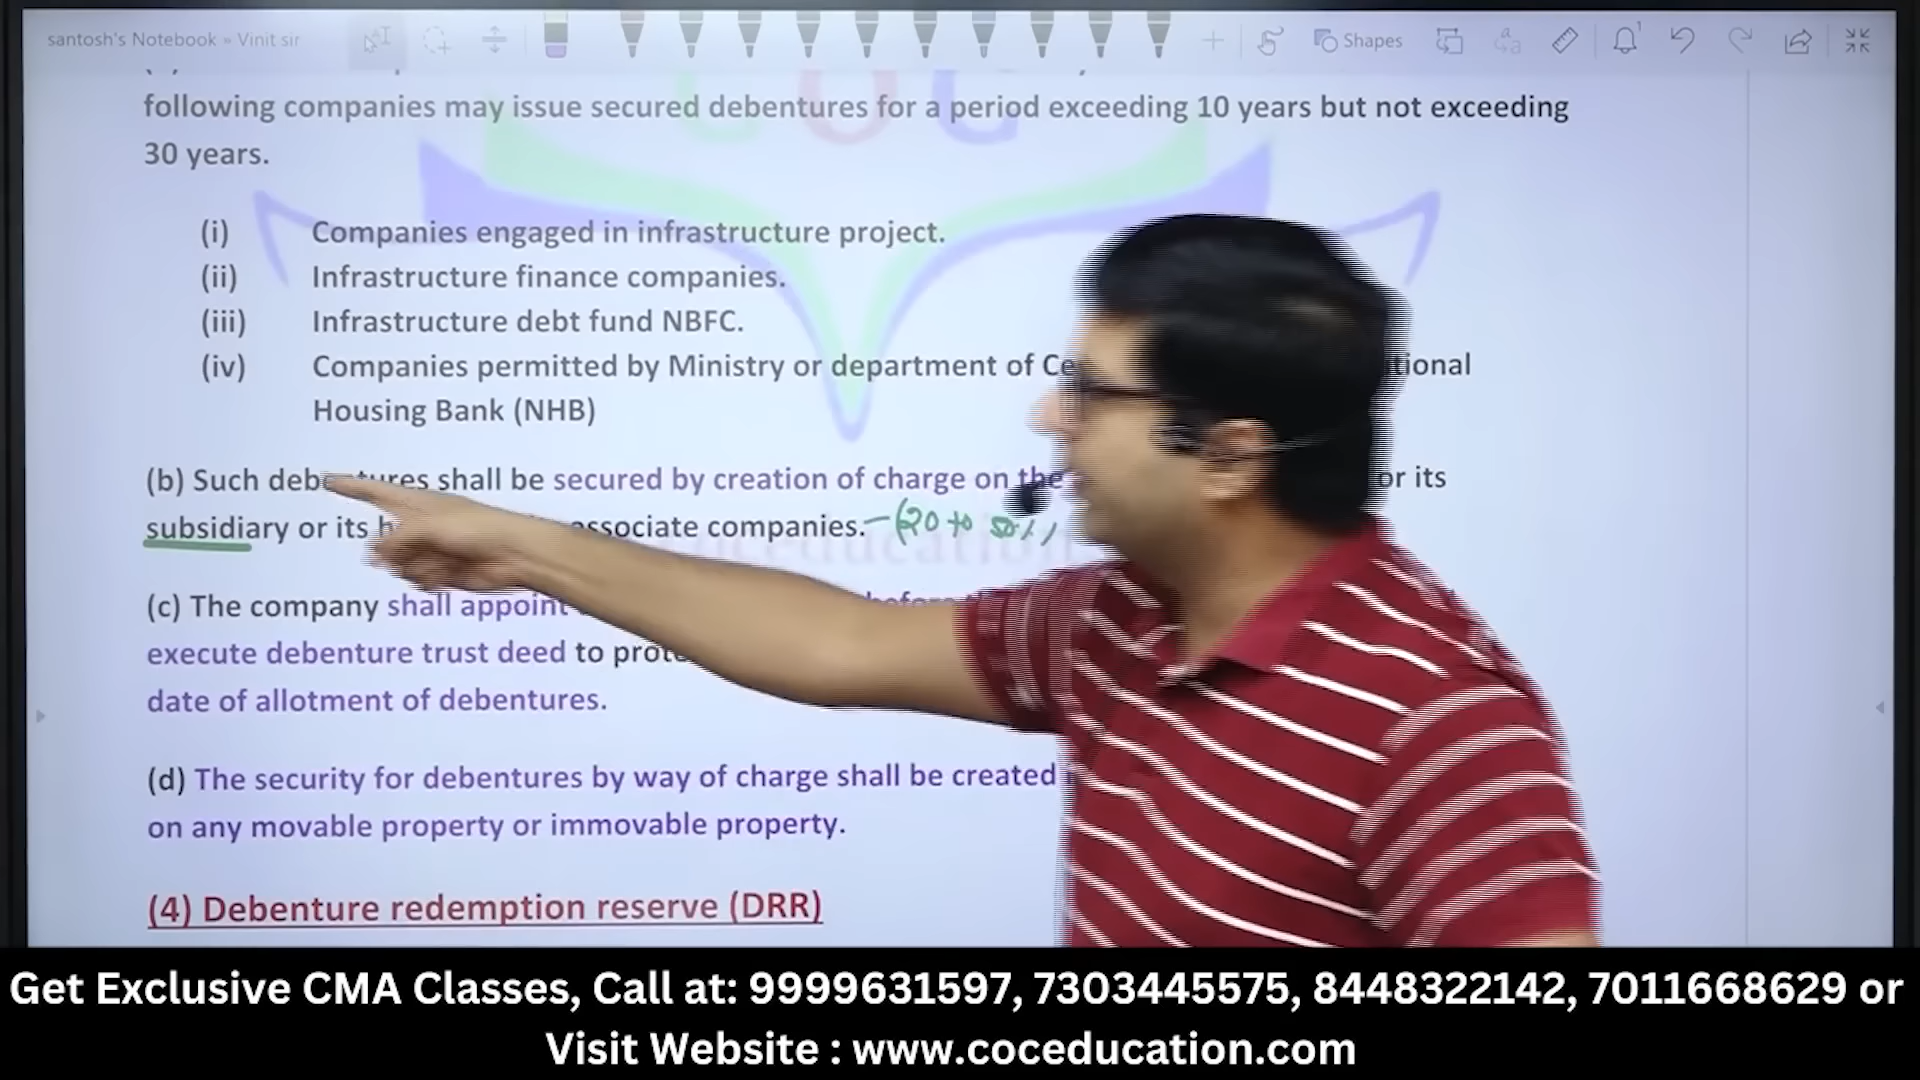 santosh's Notebook » Vinit sir
Shapes
following companies may issue secured debentures for a period exceeding 10 years but not exceeding
30 years.
(i) Companies engaged in infrastructure project.
(ii) Infrastructure finance companies.
(iii) Infrastructure debt fund NBFC.
(iv) Companies permitted by Ministry or department of
Housing Bank (NHB)
(b) Such debentures shall be secured by creation of charge on the or its
subsidiary or its associate companies. – (20 to 50%)
(c) The company shall appoint before
execute debenture trust deed to
date of allotment of debentures.
(d) The security for debentures by way of charge shall be created
on any movable property or immovable property.
(4) Debenture redemption reserve (DRR)
coceducation
Get Exclusive CMA Classes, Call at: 9999631597, 7303445575, 8448322142, 7011668629 or
Visit Website : www.coceducation.com